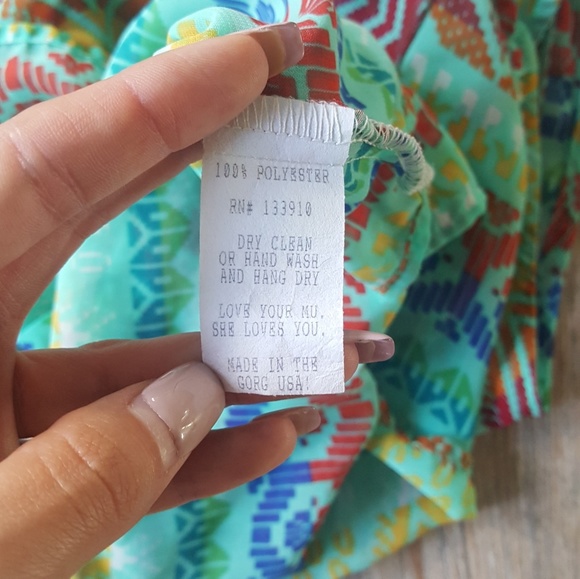 100% POLYESTER
RN# 133910
DRY CLEAN
OR HAND WASH
AND HANG DRY
LOVE YOUR MU.
SHE LOVES YOU.
MADE IN THE
GORG USA!